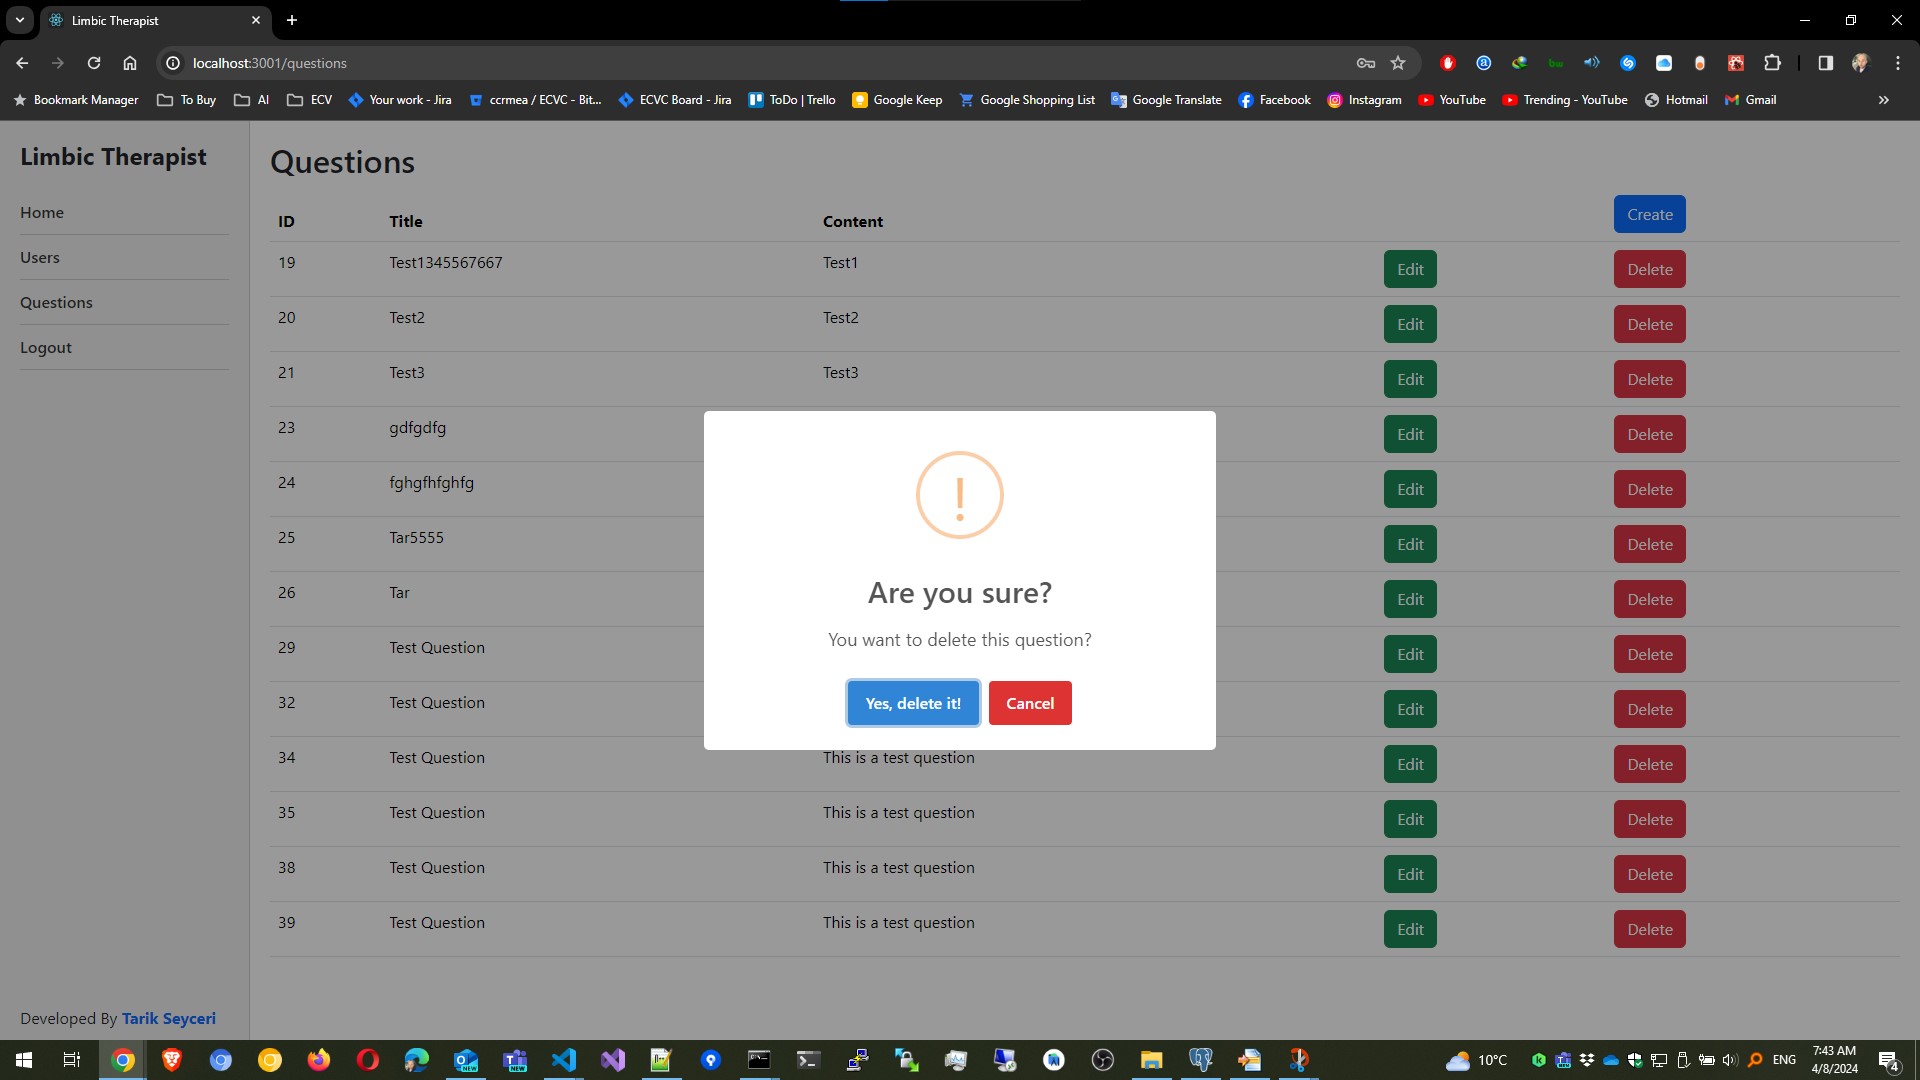 Limbic Therapist
localhost:3001/questions
Bookmark Manager To Buy AI ECV Your work - Jira ccrmea / ECVC - Bit... ECVC Board - Jira ToDo | Trello Google Keep Google Shopping List Google Translate Facebook Instagram YouTube Trending - YouTube Hotmail Gmail
Limbic Therapist
Home
Users
Questions
Logout
Developed By Tarik Seyceri
Questions
ID Title Content Create
19 Test1345567667 Test1 Edit Delete
20 Test2 Test2 Edit Delete
21 Test3 Test3 Edit Delete
23 gdfgdfg Edit Delete
24 fghgfhfghfg Edit Delete
25 Tar5555 Edit Delete
26 Tar Edit Delete
29 Test Question Edit Delete
32 Test Question Edit Delete
34 Test Question This is a test question Edit Delete
35 Test Question This is a test question Edit Delete
38 Test Question This is a test question Edit Delete
39 Test Question This is a test question Edit Delete
!
Are you sure?
You want to delete this question?
Yes, delete it! Cancel
10°C ENG 7:43 AM
4/8/2024 4